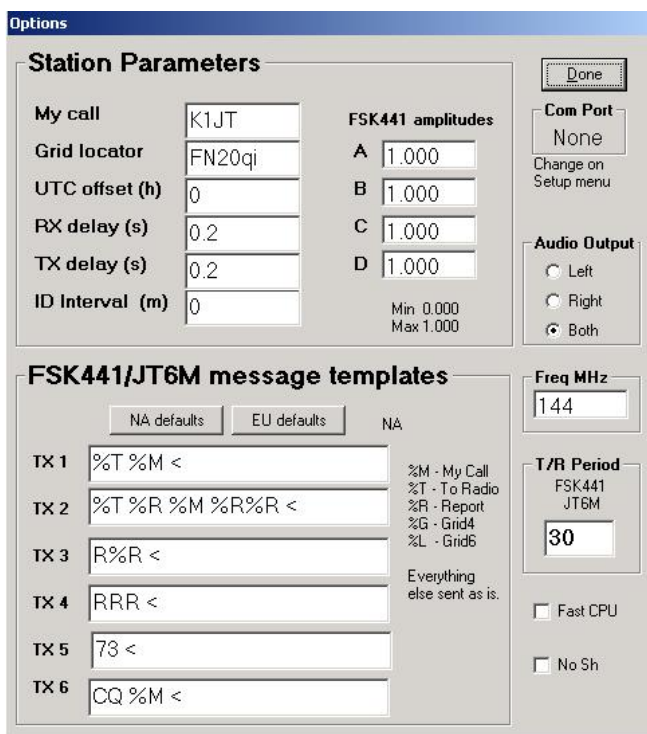 Options
Station Parameters
My call K1JT
Grid locator FN20qi
UTC offset (h) 0
RX delay (s) 0.2
TX delay (s) 0.2
ID Interval (m) 0
FSK441 amplitudes
A 1.000
B 1.000
C 1.000
D 1.000
Min 0.000
Max 1.000
Done
Com Port
None
Change on
Setup menu
Audio Output
Left
Right
Both
FSK441/JT6M message templates
NA defaults EU defaults NA
TX 1 %T %M <
TX 2 %T %R %M %R%R <
TX 3 R%R <
TX 4 RRR <
TX 5 73 <
TX 6 CQ %M <
%M - My Call
%T - To Radio
%R - Report
%G - Grid4
%L - Grid6
Everything
else sent as is.
Freq MHz
144
T/R Period
FSK441
JT6M
30
Fast CPU
No Sh